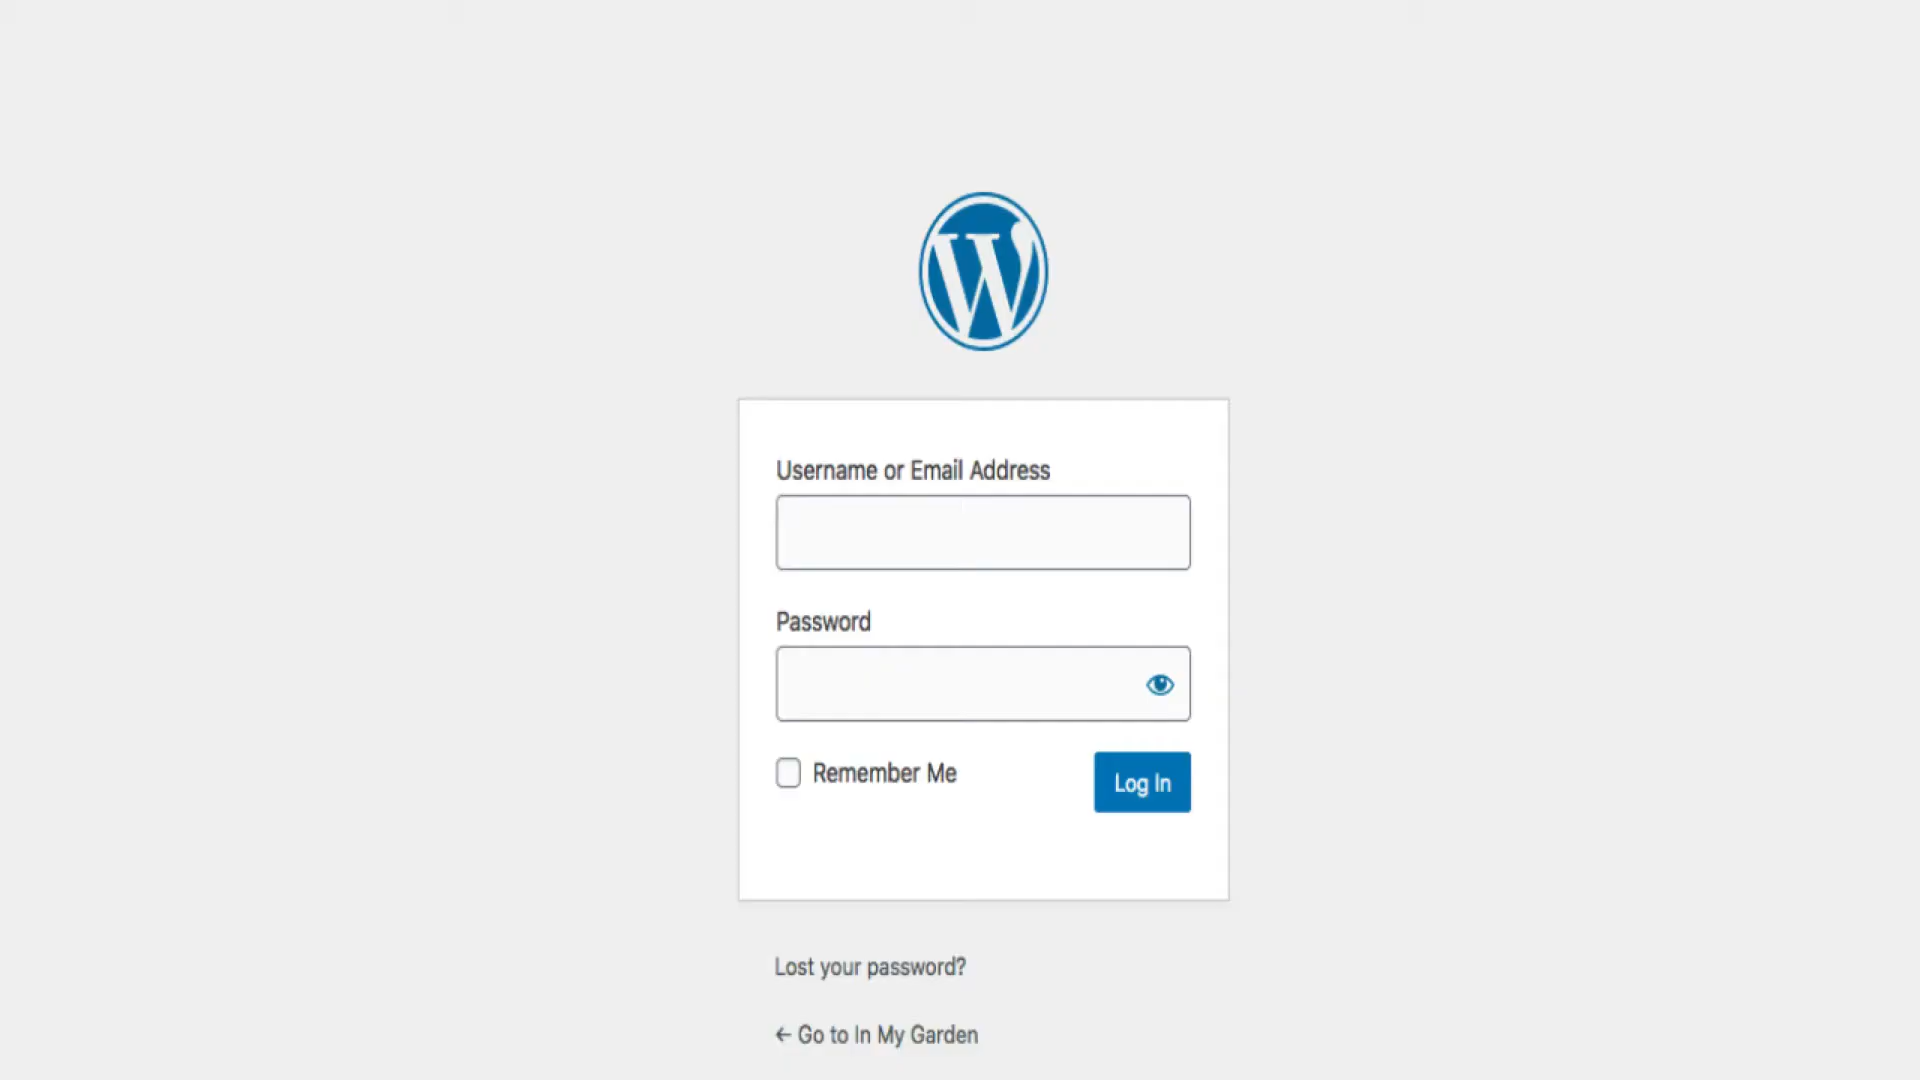 Username or Email Address
Password
Remember Me
Log In
Lost your password?
← Go to In My Garden